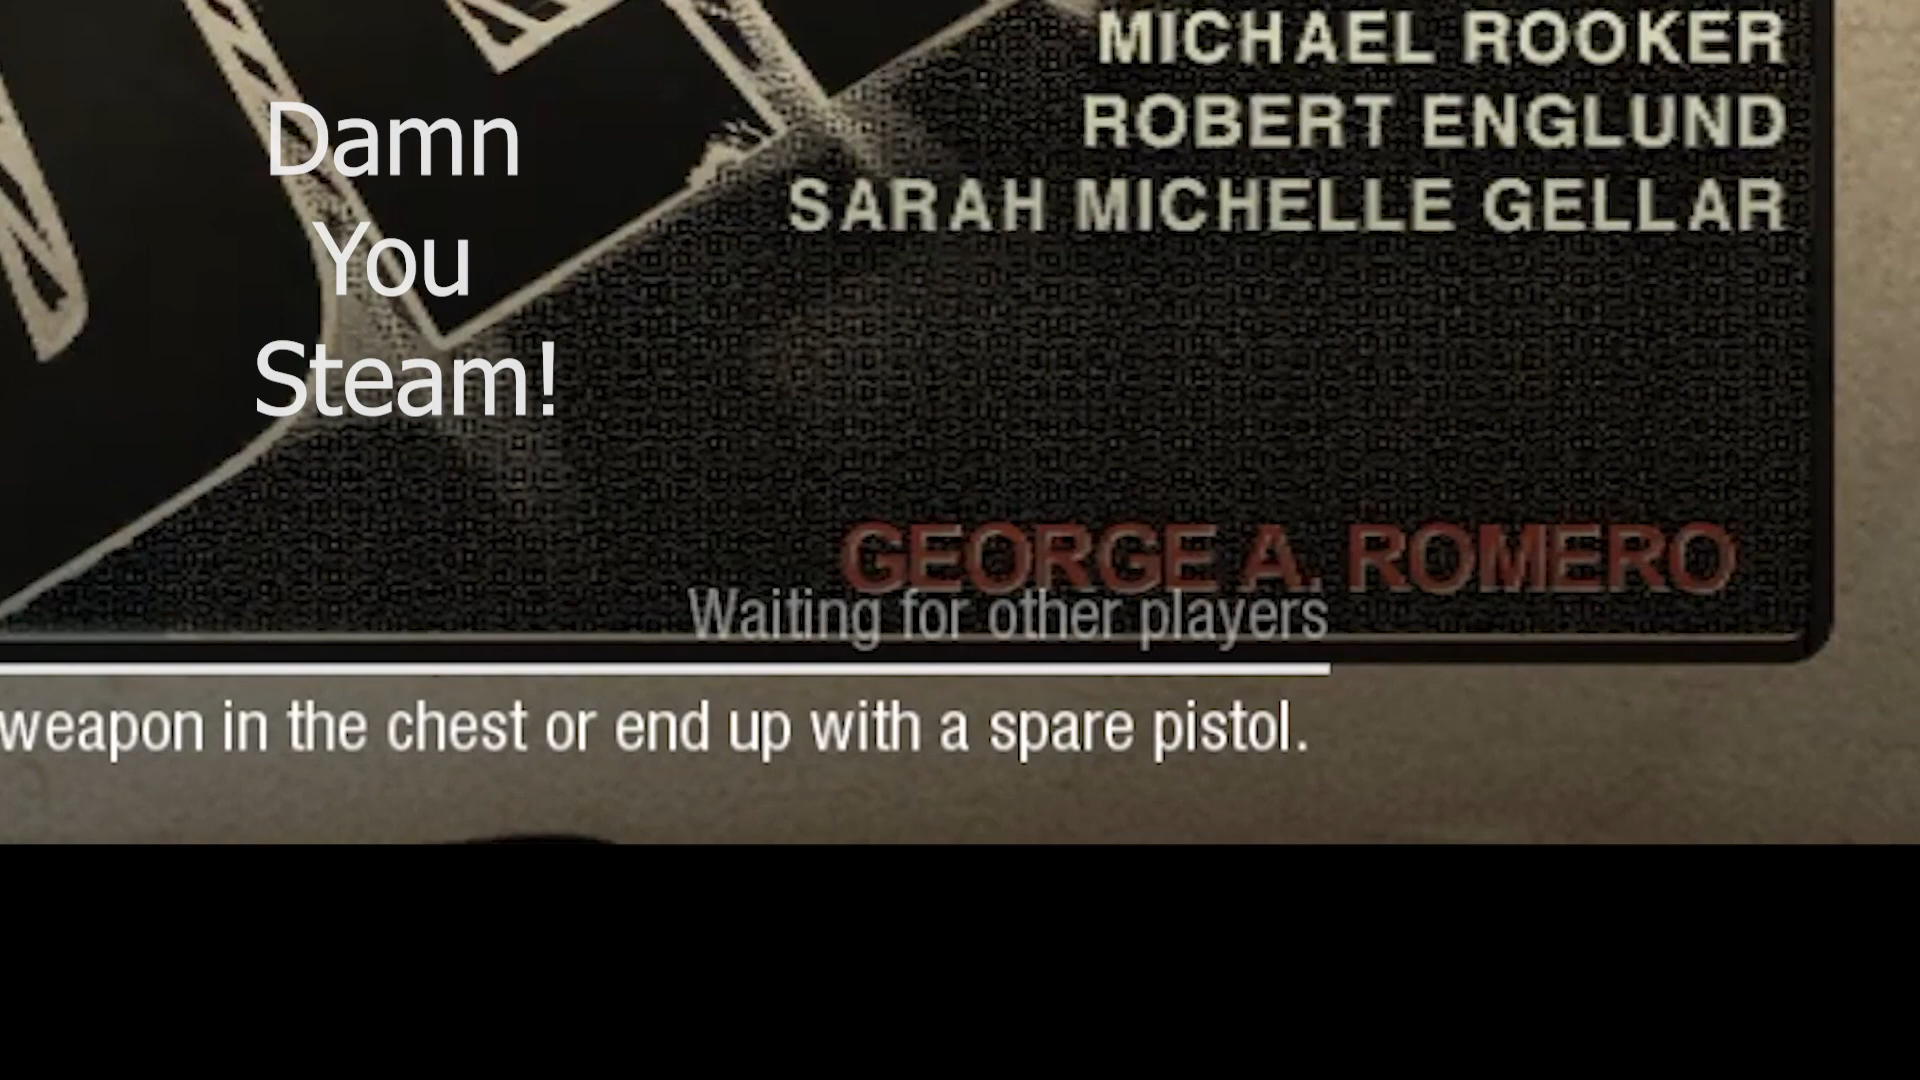 MICHAEL ROOKER
ROBERT ENGLUND
SARAH MICHELLE GELLAR
Damn
You
Steam!
GEORGE A. ROMERO
Waiting for other players
weapon in the chest or end up with a spare pistol.